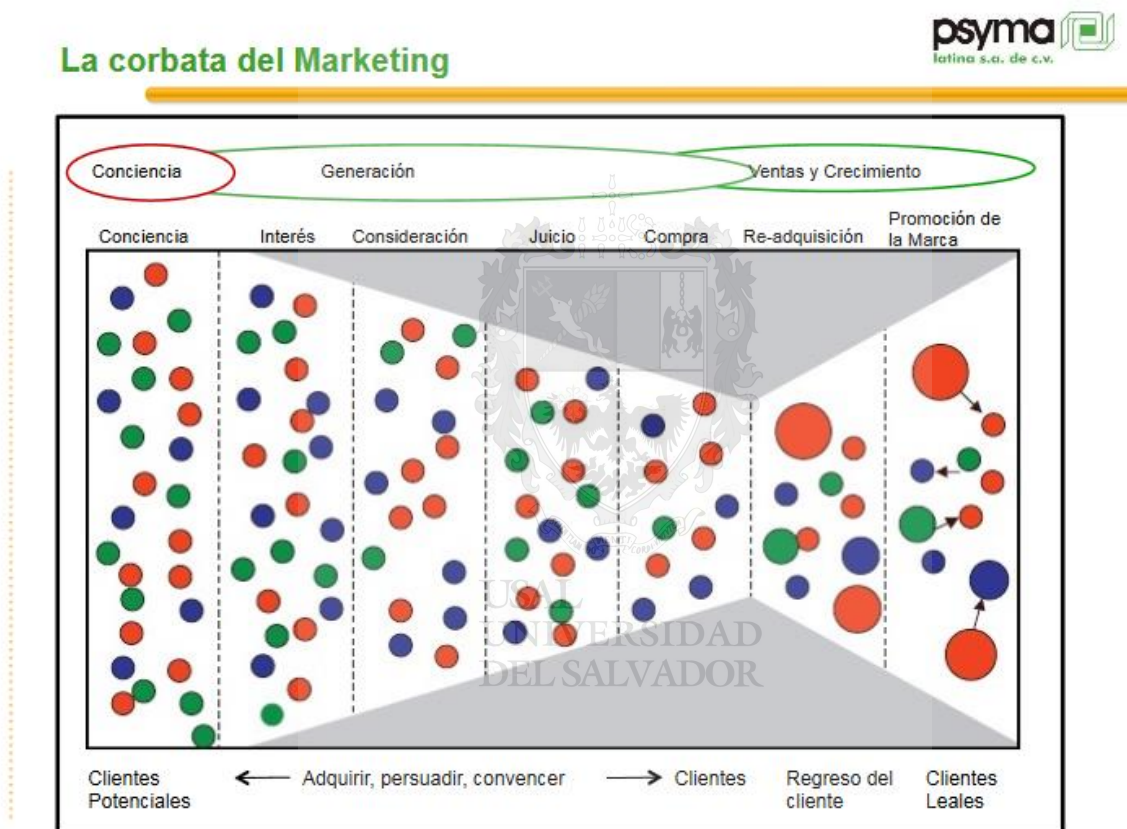 psyma
latina s.a. de c.v.
La corbata del Marketing
Conciencia
Generación
Ventas y Crecimiento
Conciencia
Interés
Consideración
Juicio
Compra
Re-adquisición
Promoción de
la Marca
USAL
UNIVERSIDAD
DEL SALVADOR
Clientes
Potenciales
Adquirir, persuadir, convencer
Clientes
Regreso del
cliente
Clientes
Leales